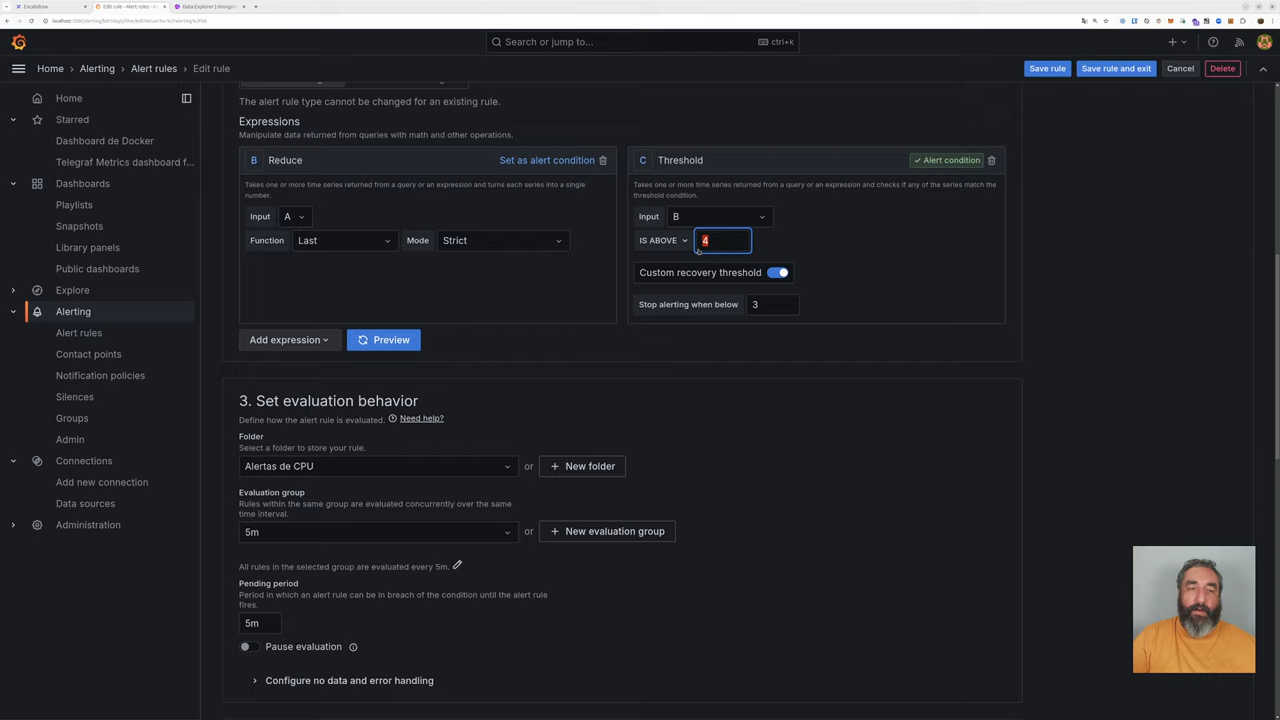 Excalidraw
Edit rule - Alert rules -
Data Explorer | 
Search or jump to...
ctrl+k
Home > Alerting > Alert rules > Edit rule
Save rule
Save rule and exit
Cancel
Delete
Home
Starred
Dashboard de Docker
Telegraf Metrics dashboard f...
Dashboards
Playlists
Snapshots
Library panels
Public dashboards
Explore
Alerting
Alert rules
Contact points
Notification policies
Silences
Groups
Admin
Connections
Add new connection
Data sources
Administration
The alert rule type cannot be changed for an existing rule.
Expressions
Manipulate data returned from queries with math and other operations.
B Reduce
Set as alert condition
Takes one or more time series returned from a query or an expression and turns each series into a single
number.
Input A
Function Last Mode Strict
C Threshold
Alert condition
Takes one or more time series returned from a query or an expression and checks if any of the series match the
threshold condition.
Input B
IS ABOVE 4
Custom recovery threshold
Stop alerting when below 3
Add expression
Preview
3. Set evaluation behavior
Define how the alert rule is evaluated. Need help?
Folder
Select a folder to store your rule.
Alertas de CPU or + New folder
Evaluation group
Rules within the same group are evaluated concurrently over the same
time interval.
5m or + New evaluation group
All rules in the selected group are evaluated every 5m.
Pending period
Period in which an alert rule can be in breach of the condition until the alert rule
fires.
5m
Pause evaluation
Configure no data and error handling